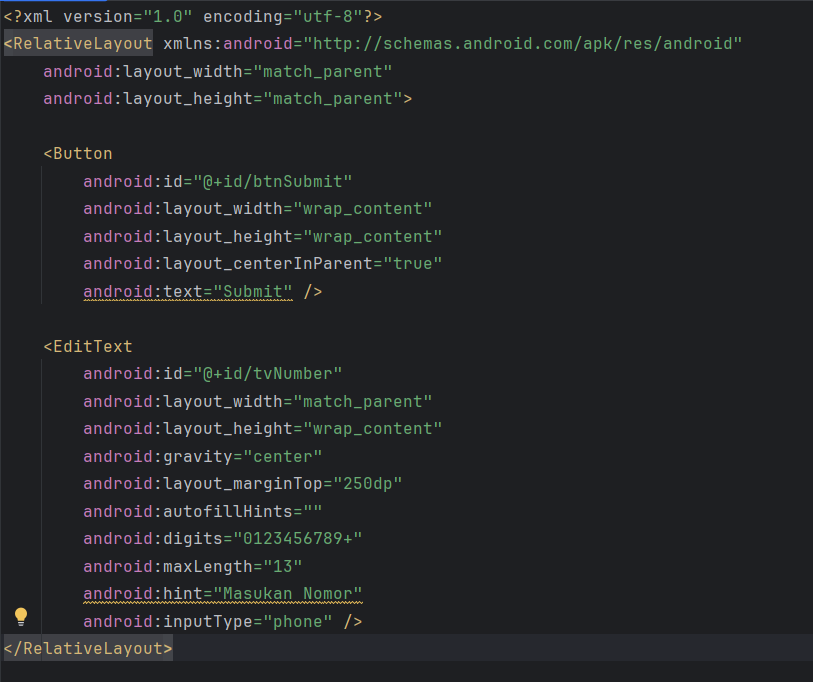 <?xml version="1.0" encoding="utf-8"?>
<RelativeLayout xmlns:android="http://schemas.android.com/apk/res/android"
    android:layout_width="match_parent"
    android:layout_height="match_parent">

    <Button
        android:id="@+id/btnSubmit"
        android:layout_width="wrap_content"
        android:layout_height="wrap_content"
        android:layout_centerInParent="true"
        android:text="Submit" />

    <EditText
        android:id="@+id/tvNumber"
        android:layout_width="match_parent"
        android:layout_height="wrap_content"
        android:gravity="center"
        android:layout_marginTop="250dp"
        android:autofillHints=""
        android:digits="0123456789+"
        android:maxLength="13"
        android:hint="Masukan Nomor"
        android:inputType="phone" />
</RelativeLayout>